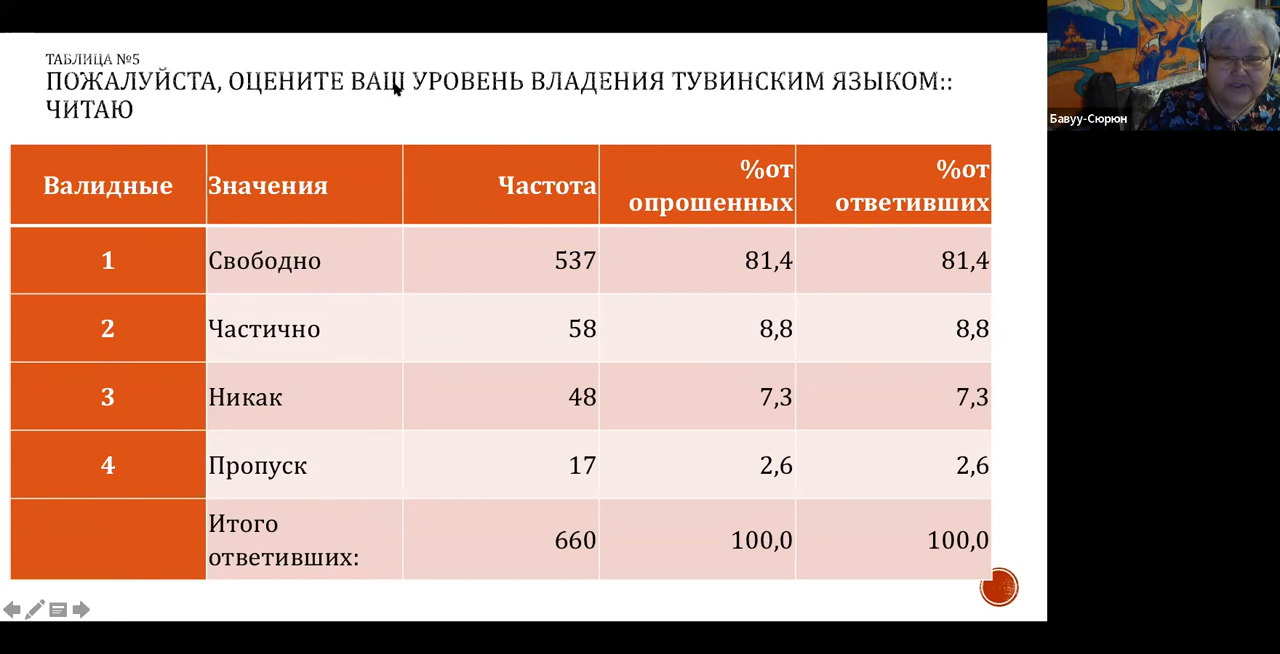 ТАБЛИЦА №5
ПОЖАЛУЙСТА, ОЦЕНИТЕ ВАШ УРОВЕНЬ ВЛАДЕНИЯ ТУВИНСКИМ ЯЗЫКОМ::
ЧИТАЮ
Валидные Значения Частота %от опрошенных %от ответивших
1 Свободно 537 81,4 81,4
2 Частично 58 8,8 8,8
3 Никак 48 7,3 7,3
4 Пропуск 17 2,6 2,6
Итого ответивших: 660 100,0 100,0
Бавуу-Сюрюн